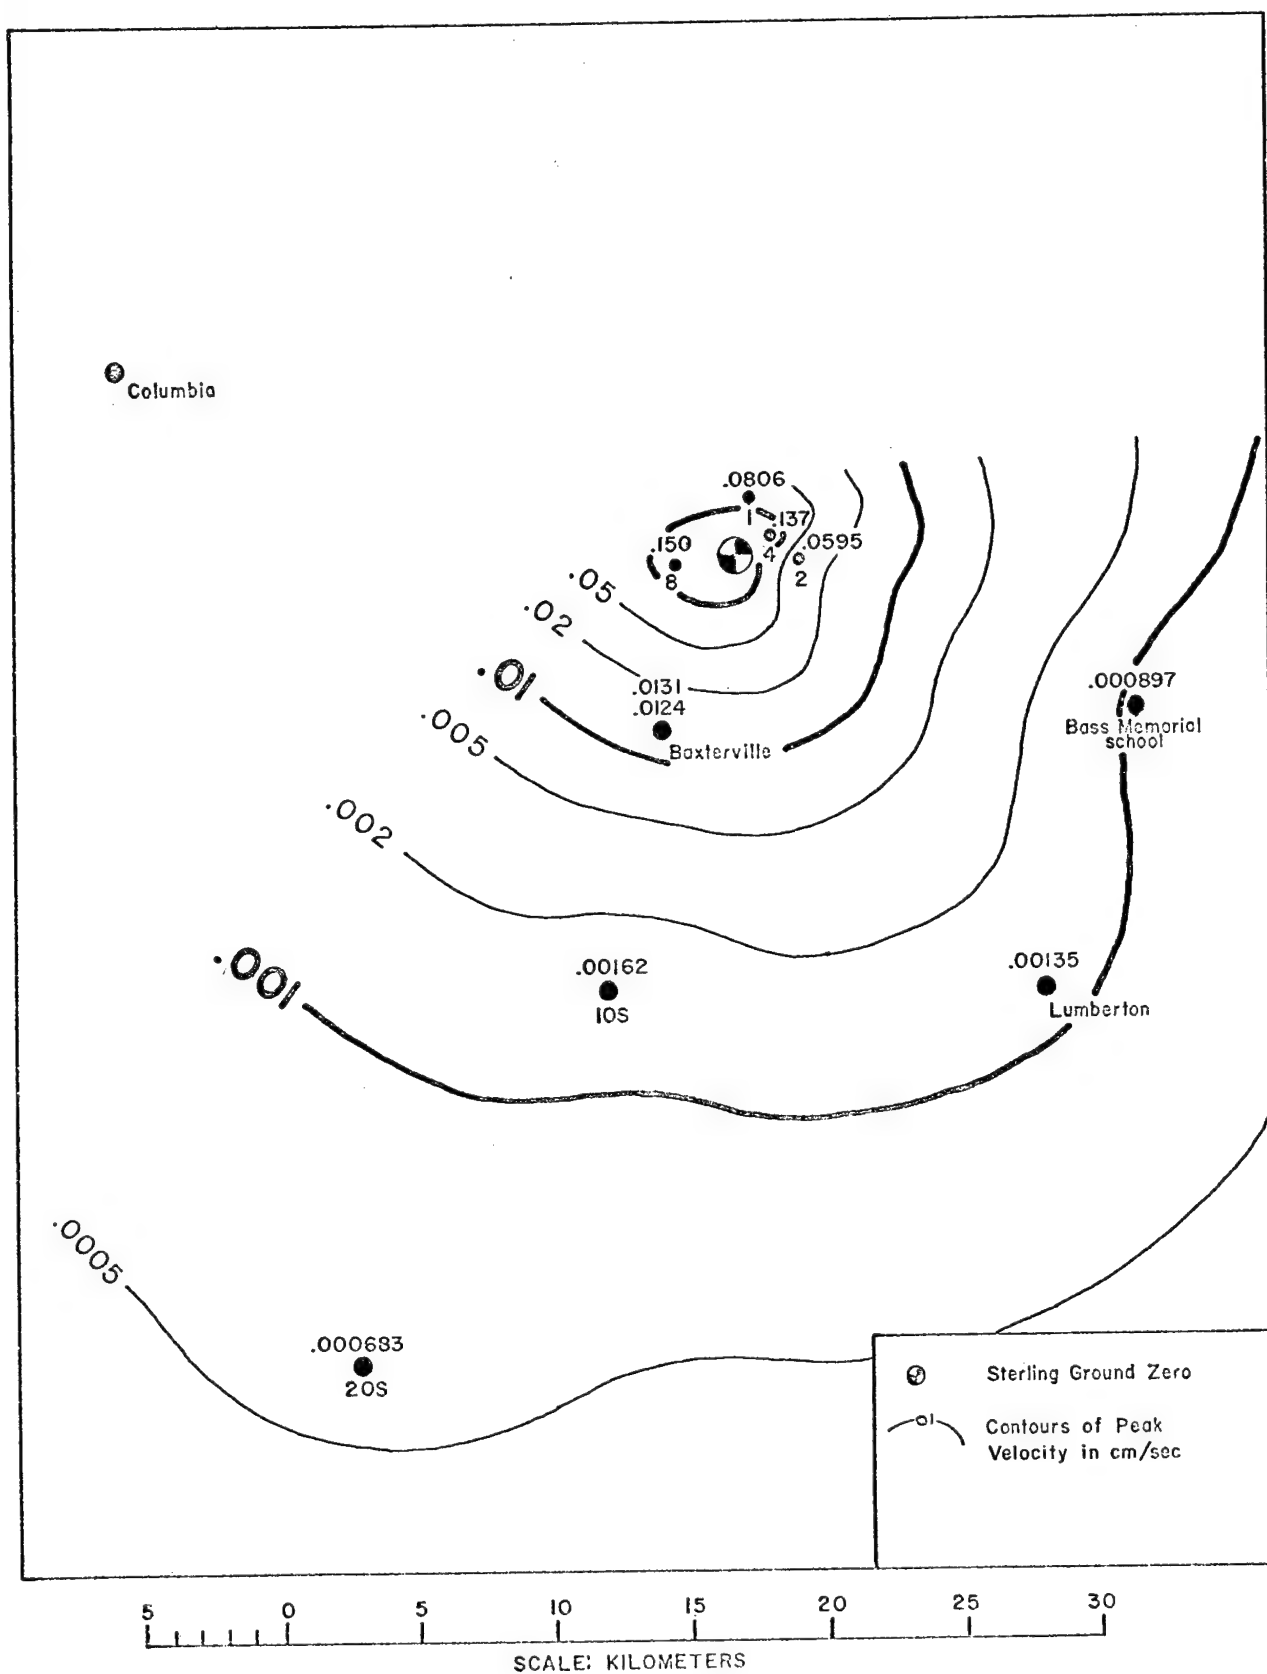 Columbia
.0806
1
.137
4
.150
8
.0595
2
.05
.02
.01
.0131
.0124
Baxterville
.000897
Bass Memorial
school
.005
.002
.001
.00162
10S
.00135
Lumberton
.0005
.000683
20S
Sterling Ground Zero
01
Contours of Peak
Velocity in cm/sec
5 0 5 10 15 20 25 30
SCALE: KILOMETERS